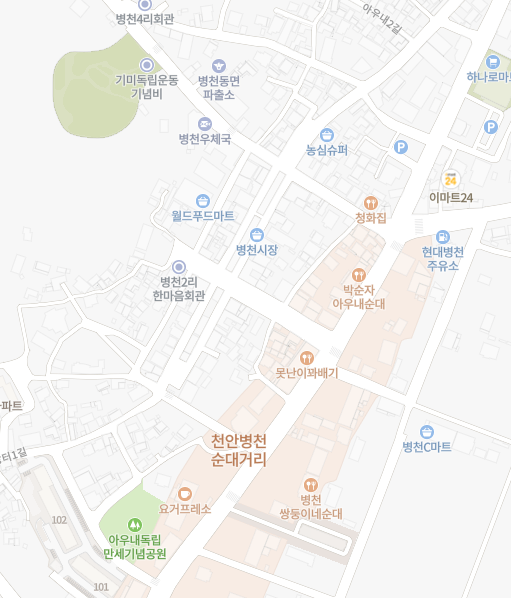 병천4리회관
아우내2길
기미독립운동
기념비
병천동면
파출소
하나로마트
병천우체국
농심슈퍼
P
P
24
이마트24
월드푸드마트
청화집
병천시장
현대병천
주유소
병천2리
한마음회관
박순자
아우내순대
못난이꽈배기
파트
천안병천
순대거리
병천C마트
터1길
요거프레소
병천
쌍둥이네순대
102
아우내독립
만세기념공원
101